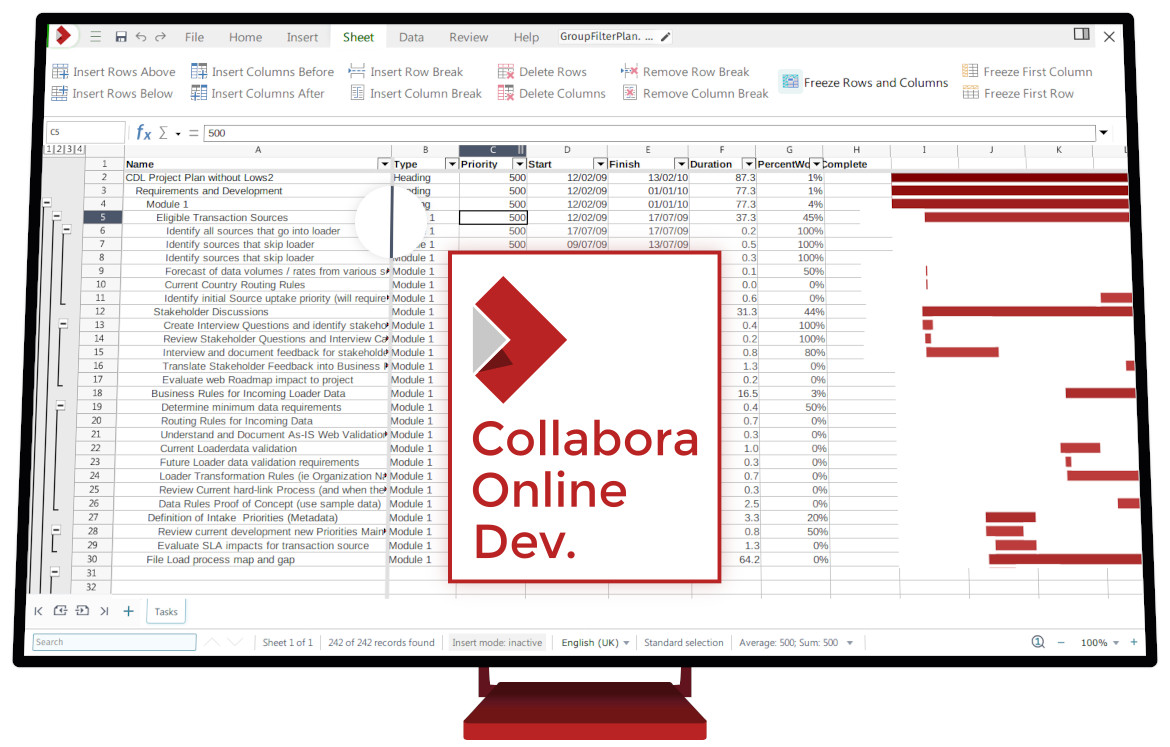 File Home Insert Sheet Data Review Help GroupFilterPlan. ...
Insert Rows Above Insert Columns Before Insert Row Break Delete Rows Remove Row Break Freeze Rows and Columns Freeze First Column
Insert Rows Below Insert Columns After Insert Column Break Delete Columns Remove Column Break Freeze First Row
C5 fx Σ = 500
1 2 3 4 A B C D E F G H I J K L
1 Name Type Priority Start Finish Duration PercentWo Complete
2 CDL Project Plan without Lows2 Heading 500 12/02/09 13/02/10 87.3 1%
3 Requirements and Development ding 500 12/02/09 01/01/10 77.3 1%
4 Module 1 500 12/02/09 01/01/10 77.3 4%
5 Eligible Transaction Sources 1 500 12/02/09 17/07/09 37.3 45%
6 Identify all sources that go into loader 1 500 17/07/09 17/07/09 0.2 100%
7 Identify sources that skip loader le 1 500 09/07/09 13/07/09 0.5 100%
8 Identify sources that skip loader Module 1 0.3 100%
9 Forecast of data volumes / rates from various s Module 1 0.1 50%
10 Current Country Routing Rules Module 1 0.0 0%
11 Identify initial Source uptake priority (will require Module 1 0.6 0%
12 Stakeholder Discussions Module 1 31.3 44%
13 Create Interview Questions and identify stakeho Module 1 0.4 100%
14 Review Stakeholder Questions and Interview Ca Module 1 0.2 100%
15 Interview and document feedback for stakeholde Module 1 0.8 80%
16 Translate Stakeholder Feedback into Business Module 1 1.3 0%
17 Evaluate web Roadmap impact to project Module 1 0.2 0%
18 Business Rules for Incoming Loader Data Module 1 16.5 3%
19 Determine minimum data requirements Module 1 0.4 50%
20 Routing Rules for Incoming Data Module 1 0.7 0%
21 Understand and Document As-IS Web Validation Module 1 0.3 0%
22 Current Loaderdata validation Module 1 1.0 0%
23 Future Loader data validation requirements Module 1 0.3 0%
24 Loader Transformation Rules (ie Organization Na Module 1 0.7 0%
25 Review Current hard-link Process (and when the Module 1 0.3 0%
26 Data Rules Proof of Concept (use sample data) Module 1 2.5 0%
27 Definition of Intake Priorities (Metadata) Module 1 3.3 20%
28 Review current development new Priorities Main Module 1 0.8 50%
29 Evaluate SLA impacts for transaction source Module 1 1.3 0%
30 File Load process map and gap Module 1 64.2 0%
31
32
Collabora
Online
Dev.
Tasks
Search Sheet 1 of 1 242 of 242 records found Insert mode: inactive English (UK) Standard selection Average: 500; Sum: 500 100%